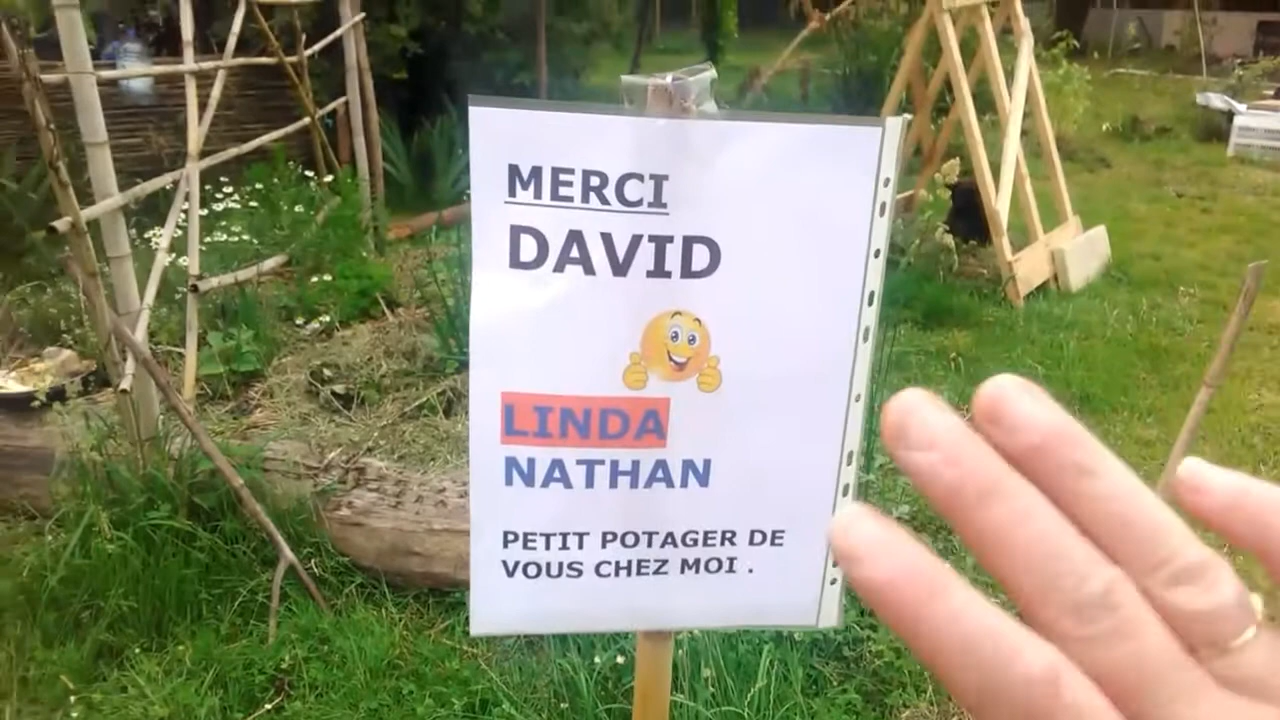 MERCI
DAVID
LINDA
NATHAN
PETIT POTAGER DE
VOUS CHEZ MOI .